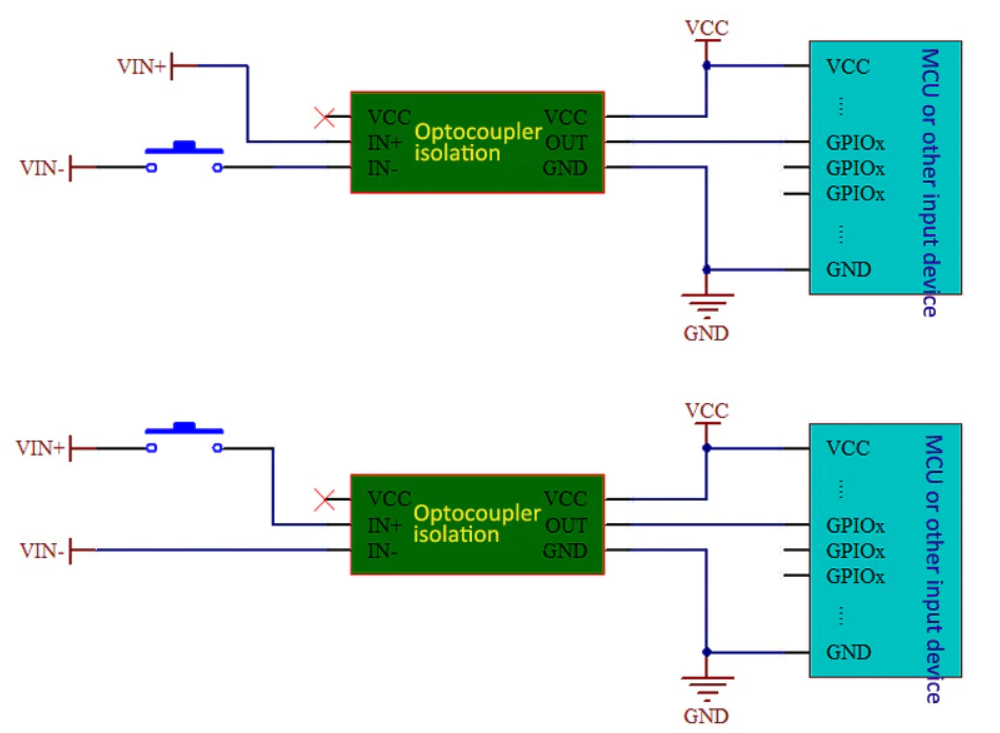 VCC
VIN+
VCC
VCC
VCC
Optocoupler
isolation
IN+
OUT
GPIOx
VIN-
IN-
GND
GPIOx
GPIOx
GND
MCU or other input device
GND
VCC
VIN+
VCC
VCC
VCC
Optocoupler
isolation
IN+
OUT
GPIOx
VIN-
IN-
GND
GPIOx
GPIOx
GND
MCU or other input device
GND